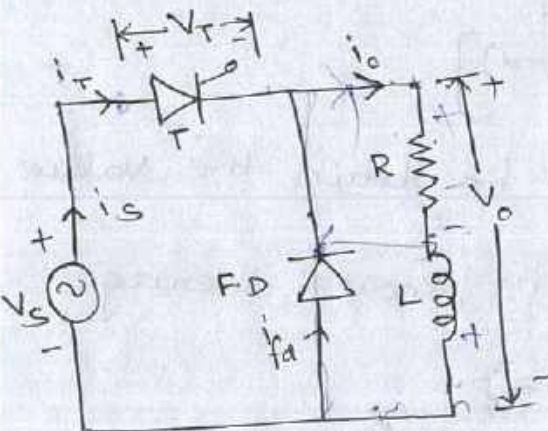 + V_T -
i_T
T
i_o
+
R
i_s
+
V_o
-
V_s
-
FD
L
+
i_fd
-